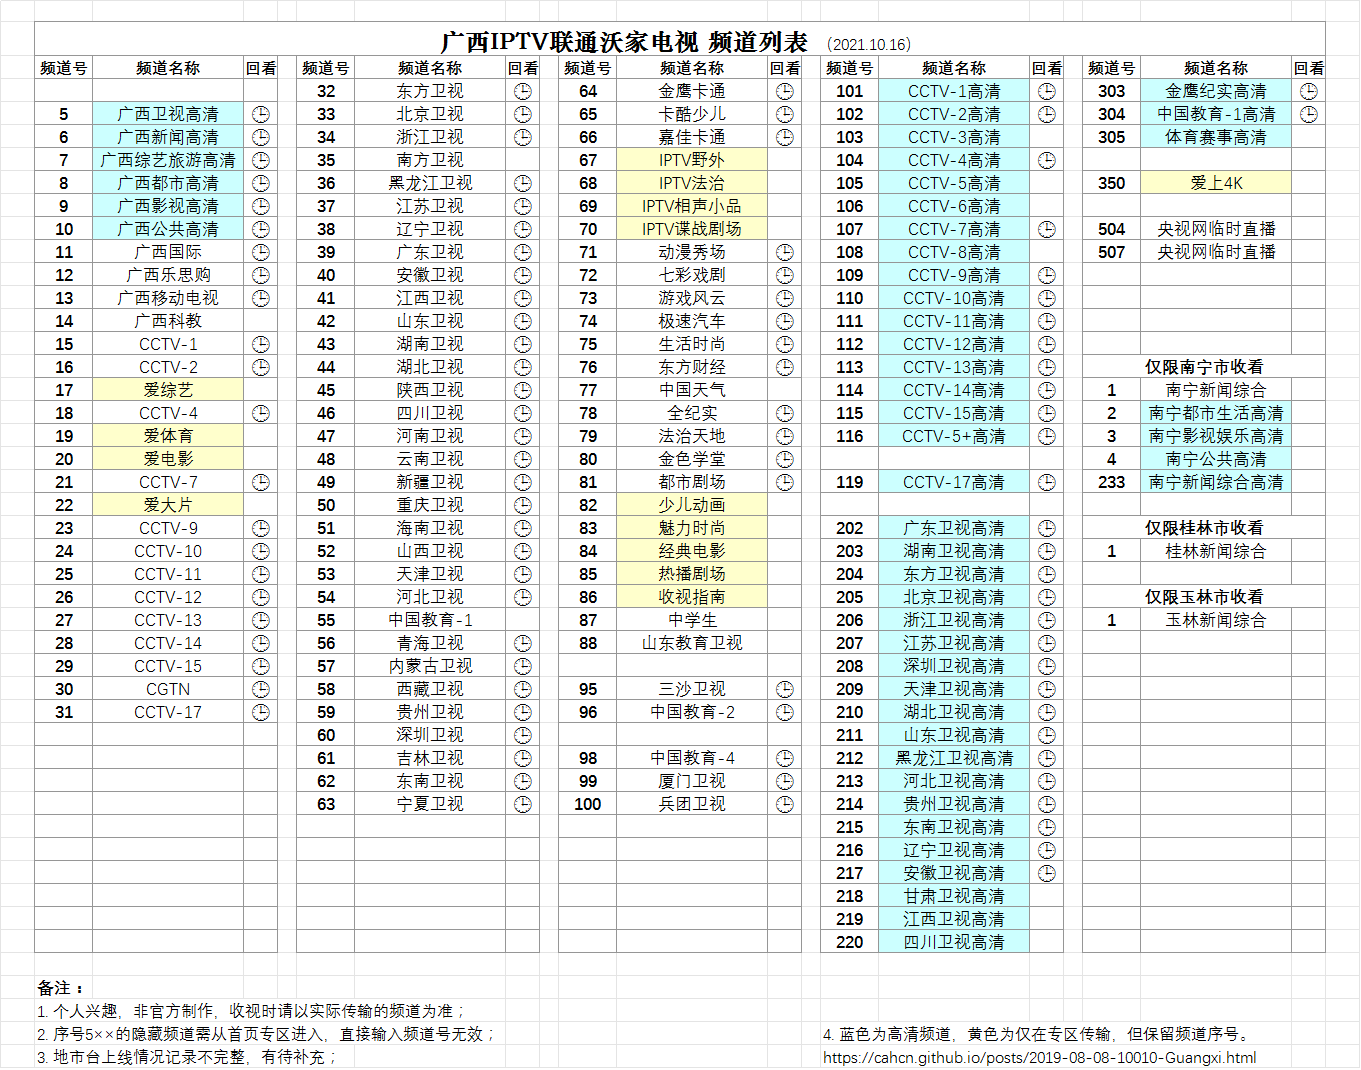 广西IPTV联通沃家电视 频道列表 （2021.10.16）
频道号 频道名称 回看 频道号 频道名称 回看 频道号 频道名称 回看 频道号 频道名称 回看 频道号 频道名称 回看
32 东方卫视 64 金鹰卡通 101 CCTV-1高清 303 金鹰纪实高清
5 广西卫视高清 33 北京卫视 65 卡酷少儿 102 CCTV-2高清 304 中国教育-1高清
6 广西新闻高清 34 浙江卫视 66 嘉佳卡通 103 CCTV-3高清 305 体育赛事高清
7 广西综艺旅游高清 35 南方卫视 67 IPTV野外 104 CCTV-4高清
8 广西都市高清 36 黑龙江卫视 68 IPTV法治 105 CCTV-5高清 350 爱上4K
9 广西影视高清 37 江苏卫视 69 IPTV相声小品 106 CCTV-6高清
10 广西公共高清 38 辽宁卫视 70 IPTV谍战剧场 107 CCTV-7高清 504 央视网临时直播
11 广西国际 39 广东卫视 71 动漫秀场 108 CCTV-8高清 507 央视网临时直播
12 广西乐思购 40 安徽卫视 72 七彩戏剧 109 CCTV-9高清
13 广西移动电视 41 江西卫视 73 游戏风云 110 CCTV-10高清
14 广西科教 42 山东卫视 74 极速汽车 111 CCTV-11高清
15 CCTV-1 43 湖南卫视 75 生活时尚 112 CCTV-12高清
16 CCTV-2 44 湖北卫视 76 东方财经 113 CCTV-13高清 仅限南宁市收看
17 爱综艺 45 陕西卫视 77 中国天气 114 CCTV-14高清 1 南宁新闻综合
18 CCTV-4 46 四川卫视 78 全纪实 115 CCTV-15高清 2 南宁都市生活高清
19 爱体育 47 河南卫视 79 法治天地 116 CCTV-5+高清 3 南宁影视娱乐高清
20 爱电影 48 云南卫视 80 金色学堂 4 南宁公共高清
21 CCTV-7 49 新疆卫视 81 都市剧场 119 CCTV-17高清 233 南宁新闻综合高清
22 爱大片 50 重庆卫视 82 少儿动画
23 CCTV-9 51 海南卫视 83 魅力时尚 202 广东卫视高清 仅限桂林市收看
24 CCTV-10 52 山西卫视 84 经典电影 203 湖南卫视高清 1 桂林新闻综合
25 CCTV-11 53 天津卫视 85 热播剧场 204 东方卫视高清
26 CCTV-12 54 河北卫视 86 收视指南 205 北京卫视高清 仅限玉林市收看
27 CCTV-13 55 中国教育-1 87 中学生 206 浙江卫视高清 1 玉林新闻综合
28 CCTV-14 56 青海卫视 88 山东教育卫视 207 江苏卫视高清
29 CCTV-15 57 内蒙古卫视 208 深圳卫视高清
30 CGTN 58 西藏卫视 95 三沙卫视 209 天津卫视高清
31 CCTV-17 59 贵州卫视 96 中国教育-2 210 湖北卫视高清
60 深圳卫视 211 山东卫视高清
61 吉林卫视 98 中国教育-4 212 黑龙江卫视高清
62 东南卫视 99 厦门卫视 213 河北卫视高清
63 宁夏卫视 100 兵团卫视 214 贵州卫视高清
215 东南卫视高清
216 辽宁卫视高清
217 安徽卫视高清
218 甘肃卫视高清
219 江西卫视高清
220 四川卫视高清
备注：
1. 个人兴趣，非官方制作，收视时请以实际传输的频道为准；
2. 序号5××的隐藏频道需从首页专区进入，直接输入频道号无效；
3. 地市台上线情况记录不完整，有待补充；
4. 蓝色为高清频道，黄色为仅在专区传输，但保留频道序号。
https://cahcn.github.io/posts/2019-08-08-10010-Guangxi.html